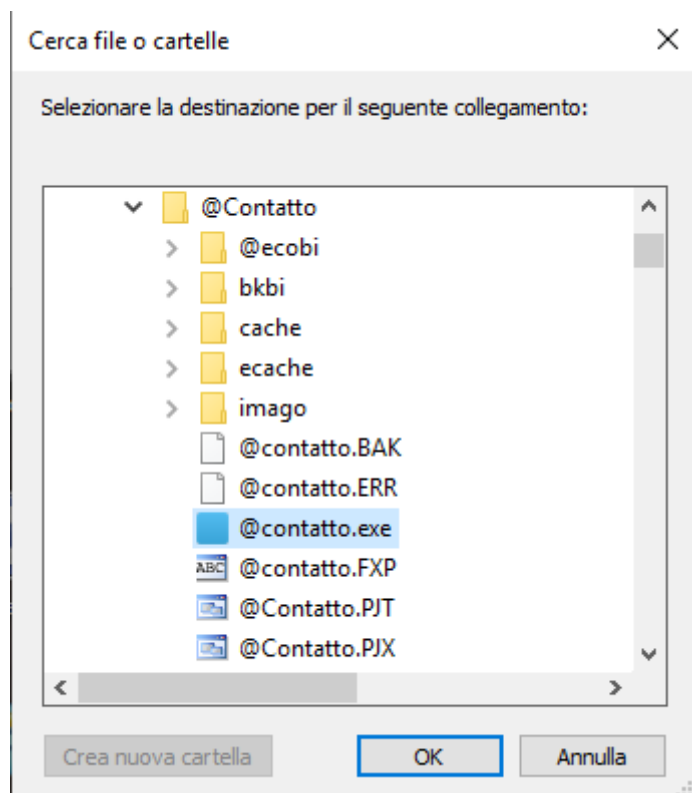 Cerca file o cartelle
Selezionare la destinazione per il seguente collegamento:
@Contatto
@ecobi
bkbi
cache
ecache
imago
@contatto.BAK
@contatto.ERR
@contatto.exe
ABC @contatto.FXP
@Contatto.PJT
@Contatto.PJX
Crea nuova cartella OK Annulla